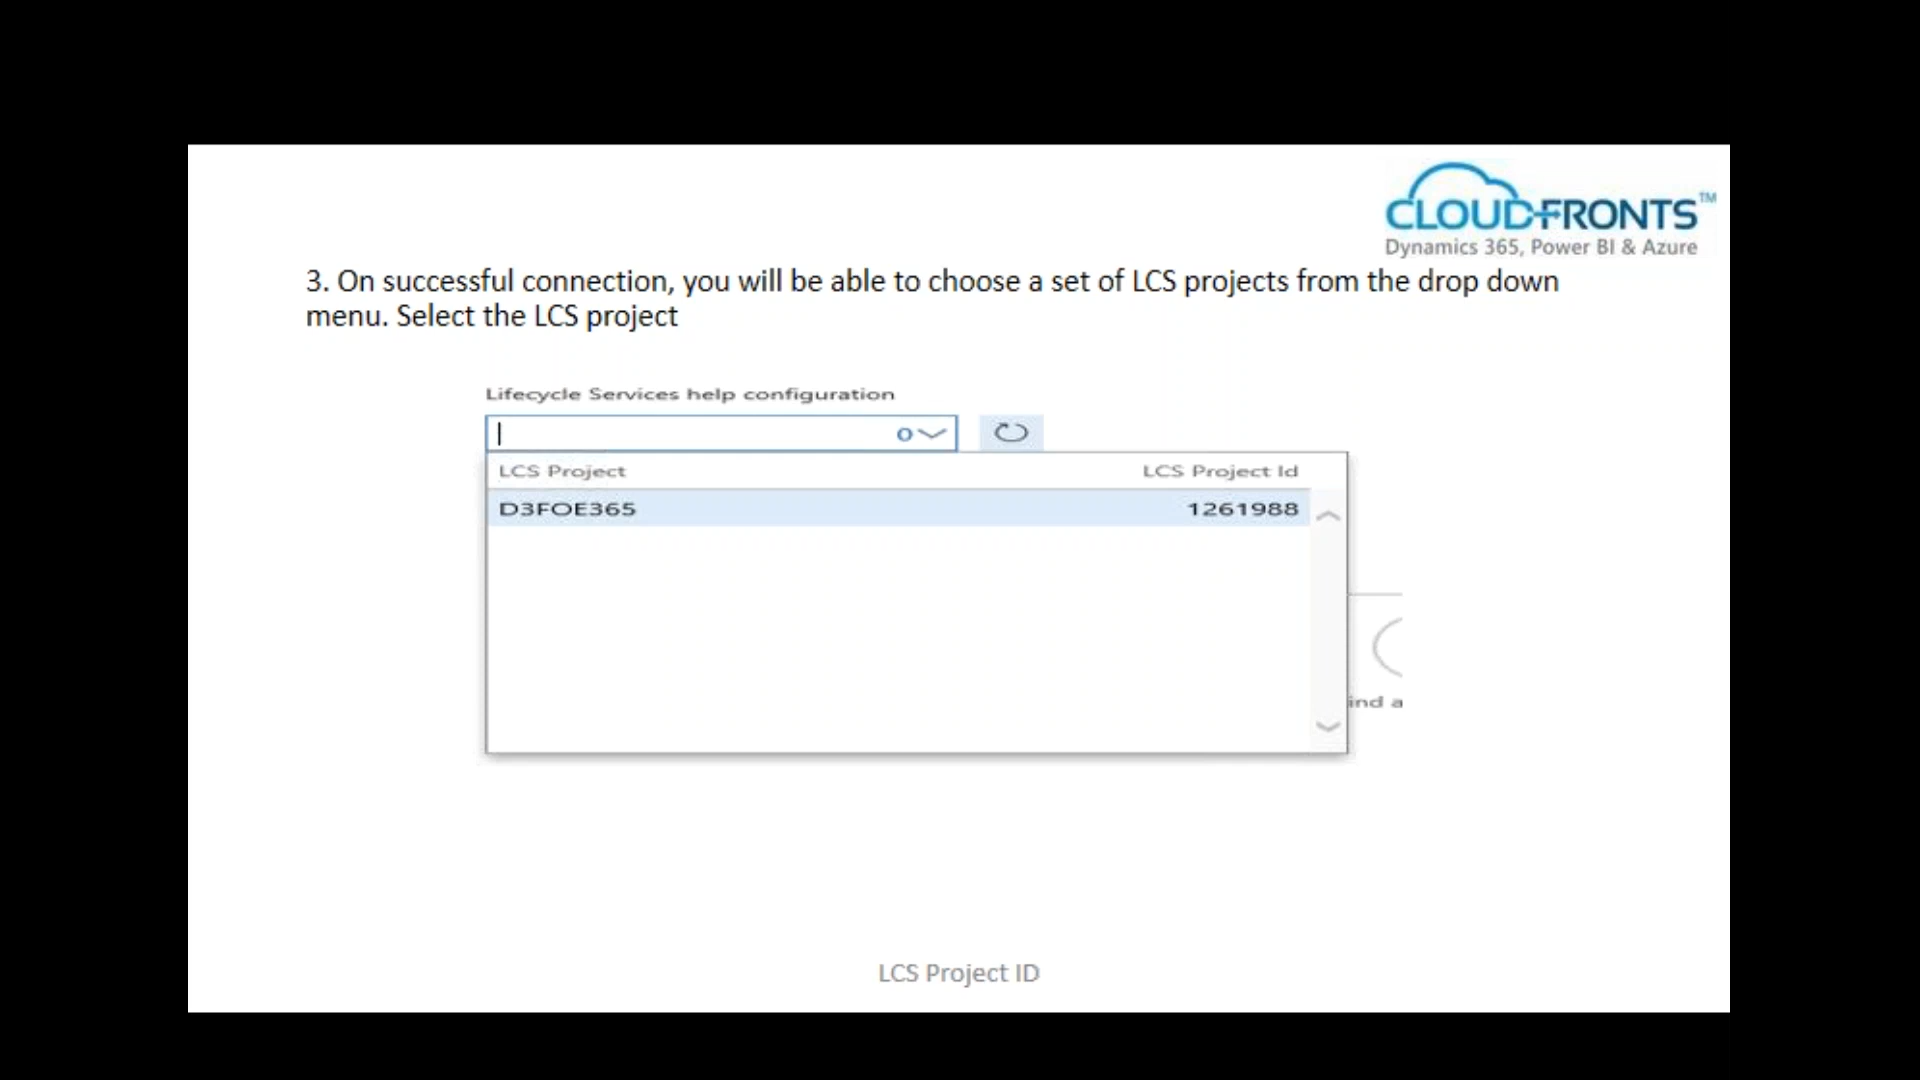 CLOUDFRONTS™
Dynamics 365, Power BI & Azure
3. On successful connection, you will be able to choose a set of LCS projects from the drop down
menu. Select the LCS project
Lifecycle Services help configuration
0
LCS Project LCS Project Id
D3FOE365 1261988
ind a
LCS Project ID